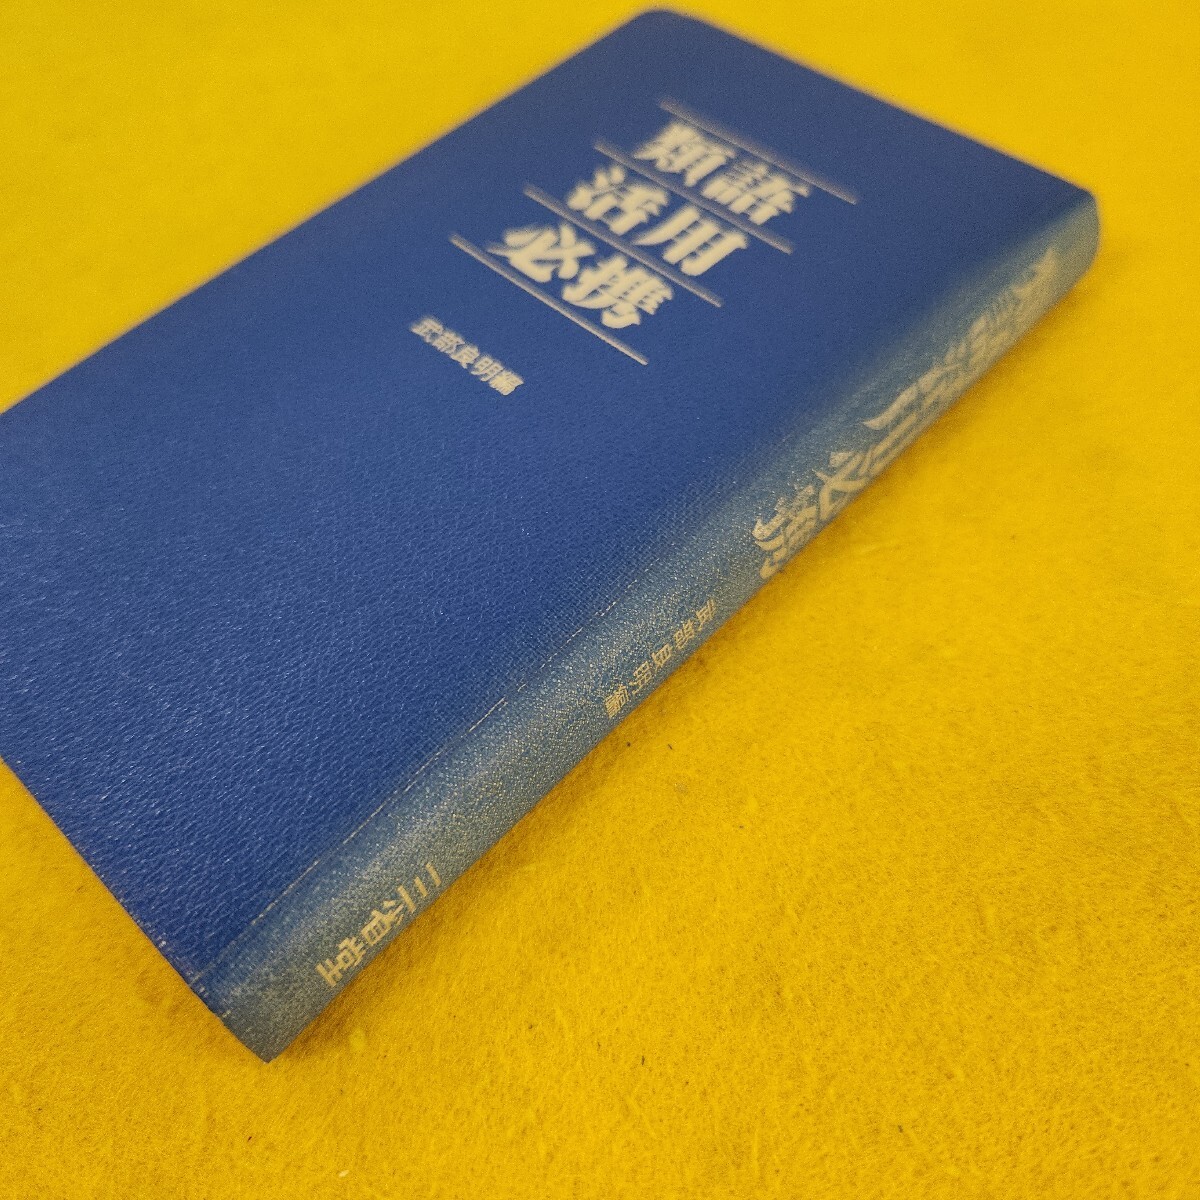 類語
活用
必携
武部良明編
類語活用必携
武部良明編
三省堂